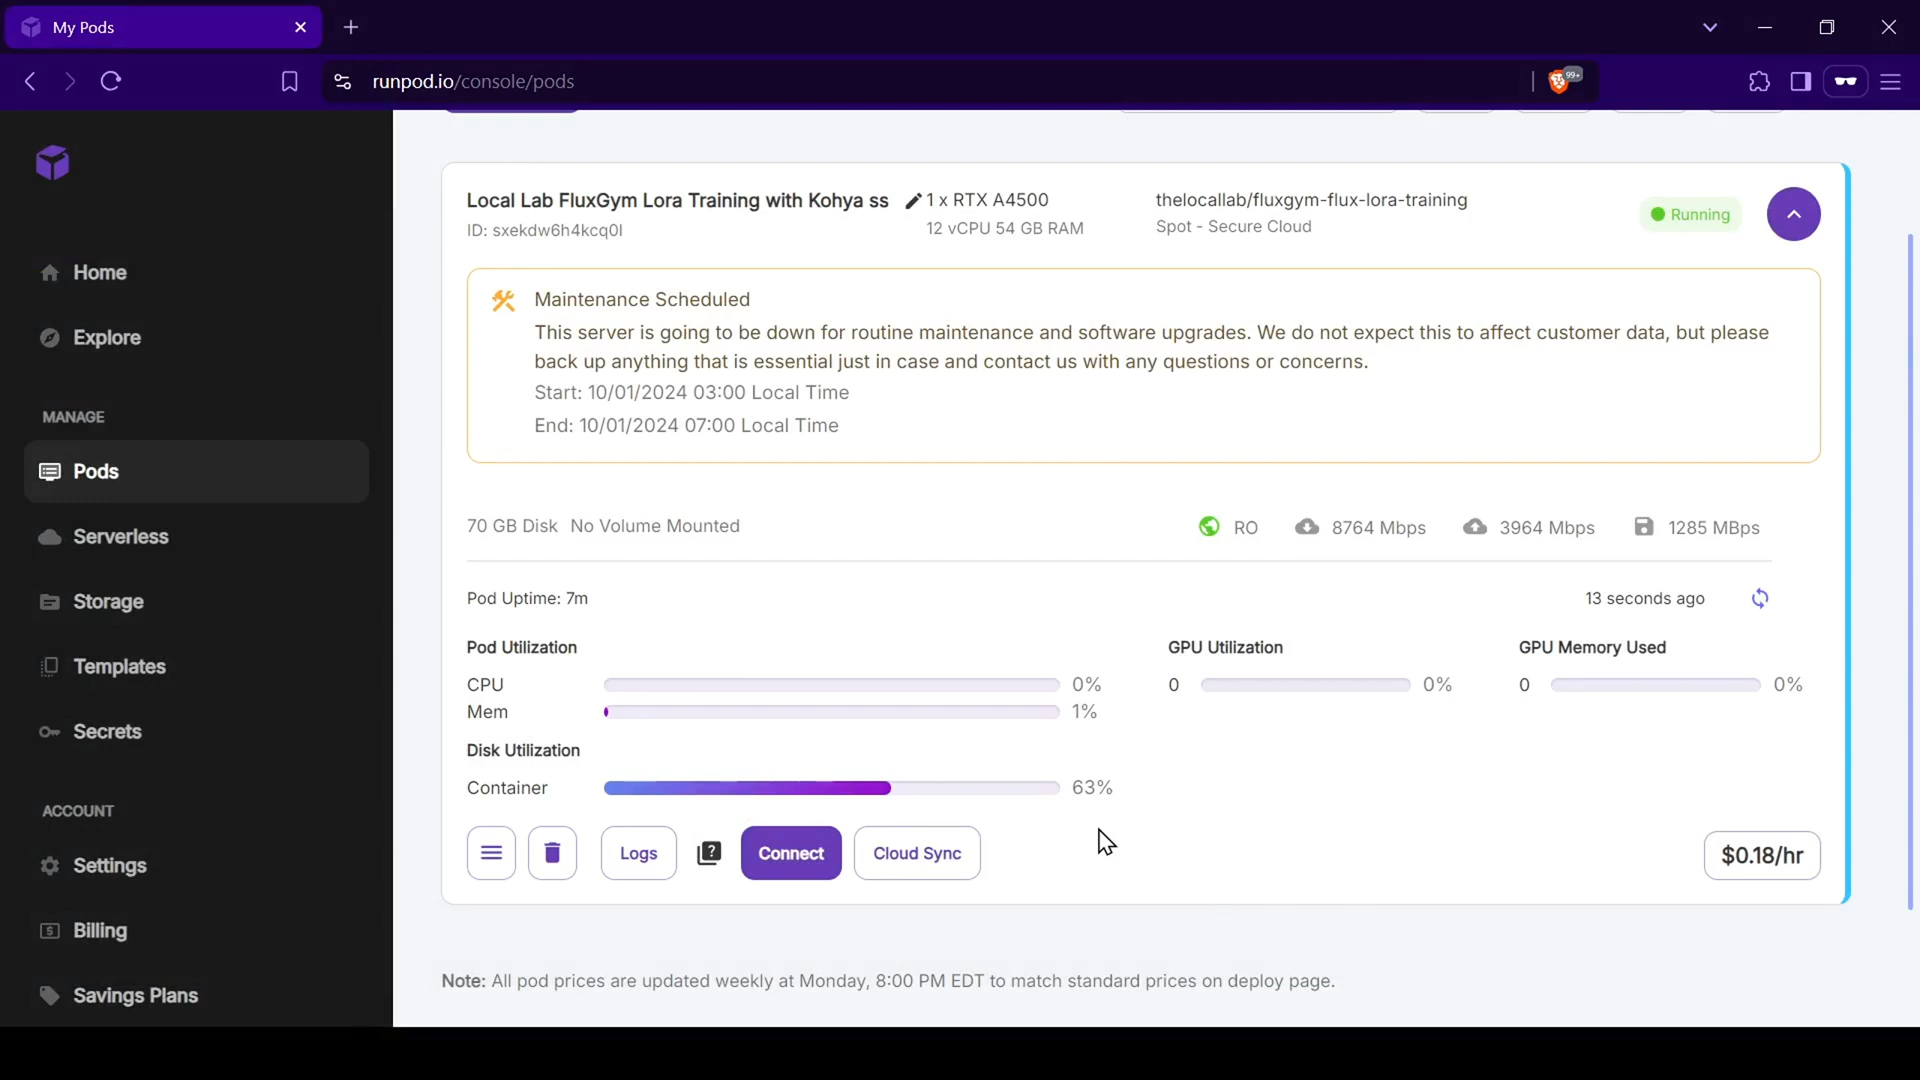 My Pods
runpod.io/console/pods
99+
Home
Explore
MANAGE
Pods
Serverless
Storage
Templates
Secrets
ACCOUNT
Settings
Billing
Savings Plans
Local Lab FluxGym Lora Training with Kohya ss
ID: sxekdw6h4kcq0l
1 x RTX A4500
12 vCPU 54 GB RAM
thelocallab/fluxgym-flux-lora-training
Spot - Secure Cloud
Running
Maintenance Scheduled
This server is going to be down for routine maintenance and software upgrades. We do not expect this to affect customer data, but please
back up anything that is essential just in case and contact us with any questions or concerns.
Start: 10/01/2024 03:00 Local Time
End: 10/01/2024 07:00 Local Time
70 GB Disk No Volume Mounted
RO
8764 Mbps
3964 Mbps
1285 MBps
Pod Uptime: 7m
13 seconds ago
Pod Utilization
CPU 0%
Mem 1%
GPU Utilization
0 0%
GPU Memory Used
0 0%
Disk Utilization
Container 63%
Logs
?
Connect
Cloud Sync
$0.18/hr
Note: All pod prices are updated weekly at Monday, 8:00 PM EDT to match standard prices on deploy page.